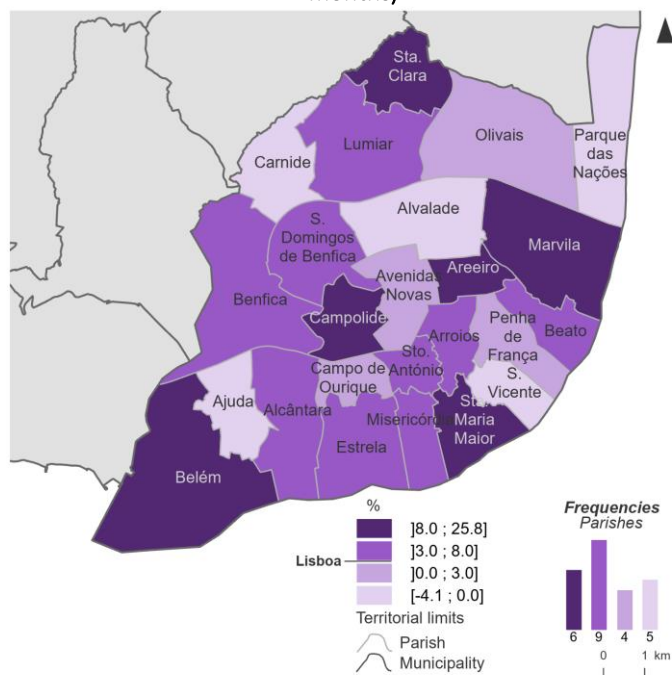 Sta.
Clara
Lumiar
Olivais
Parque
das
Nações
Carnide
Alvalade
S.
Domingos
de Benfica
Marvila
Areeiro
Avenidas
Novas
Benfica
Campolide
Arroios
Penha
de
França
Beato
Sto.
António
Campo de
Ourique
S.
Vicente
Ajuda
Alcântara
Misericórdia
Maria
Maior
Estrela
Belém
%
]8.0 ; 25.8]
]3.0 ; 8.0]
Lisboa
]0.0 ; 3.0]
[-4.1 ; 0.0]
Territorial limits
Parish
Municipality
Frequencies
Parishes
6 9 4 5
0 1 km